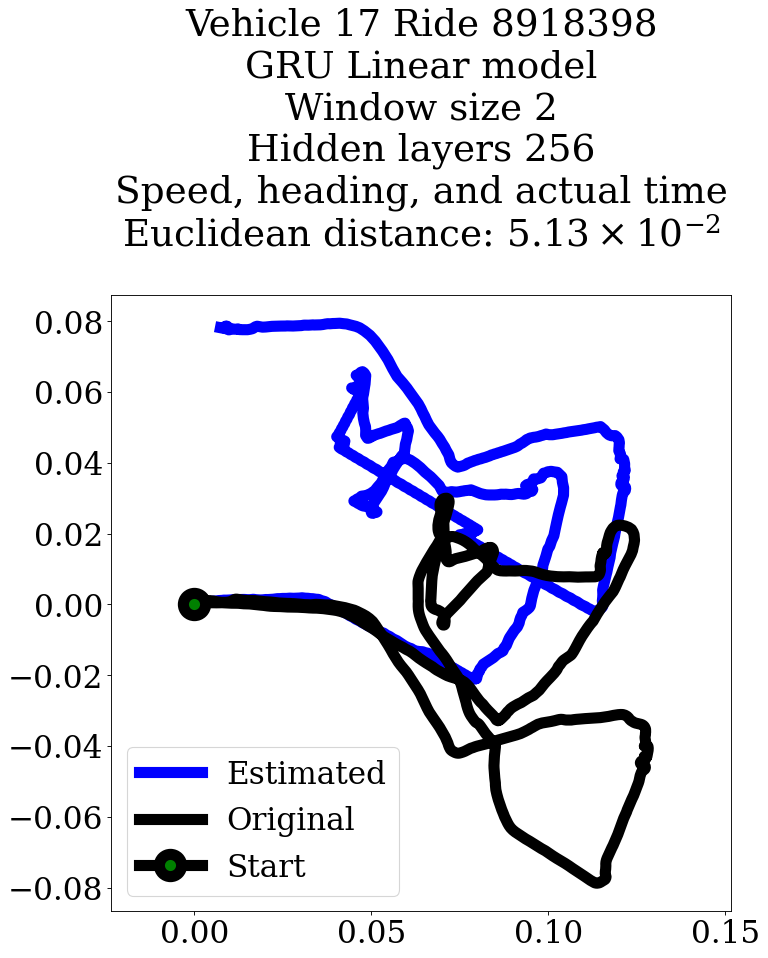 Vehicle 17 Ride 8918398
GRU Linear model
Window size 2
Hidden layers 256
Speed, heading, and actual time
Euclidean distance: 5.13 × 10⁻²
0.08
0.06
0.04
0.02
0.00
−0.02
−0.04
−0.06
−0.08
Estimated
Original
Start
0.00 0.05 0.10 0.15